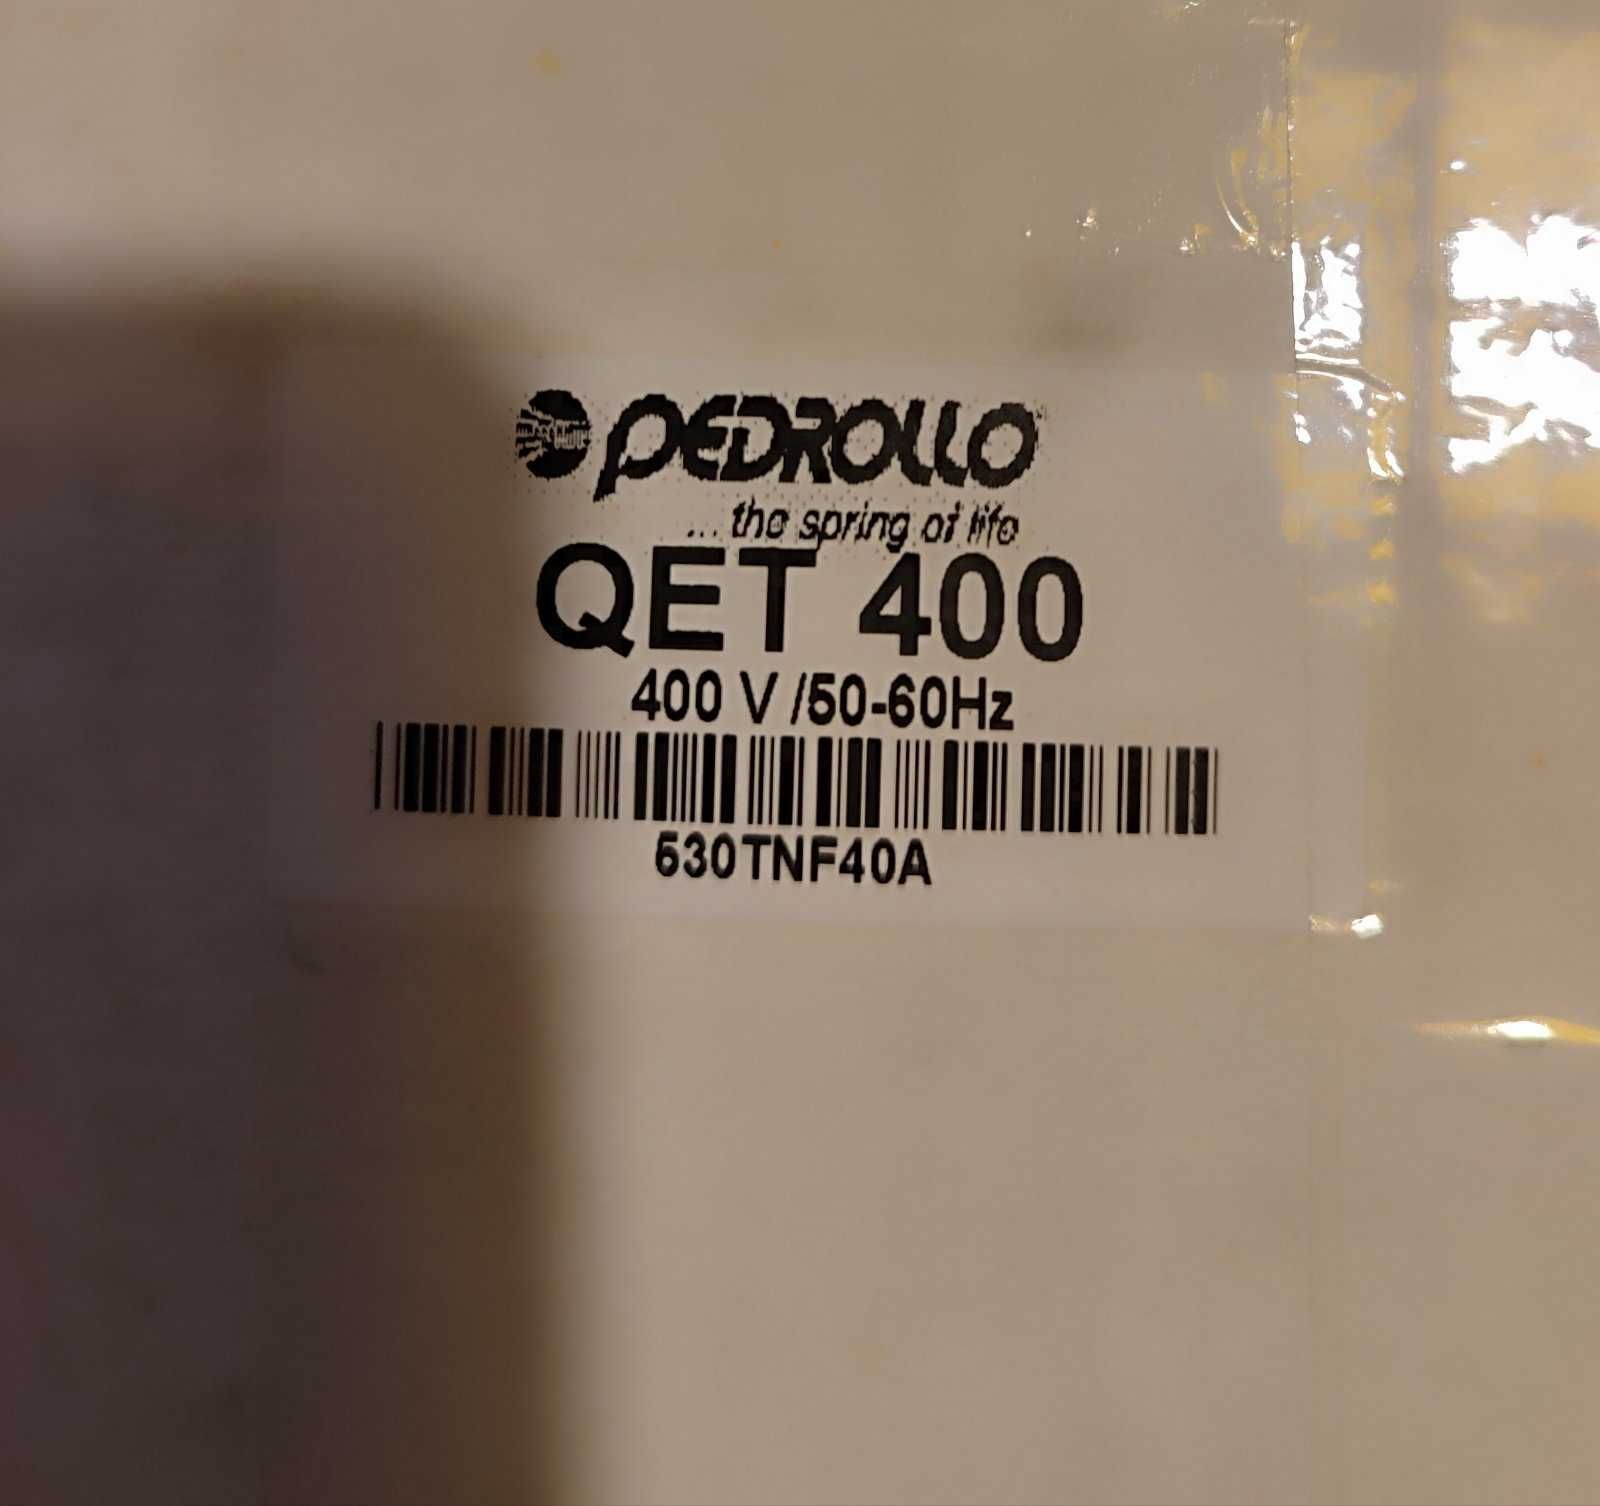 PEDROLLO
... the spring of life
QET 400
400 V /50-60Hz
530TNF40A